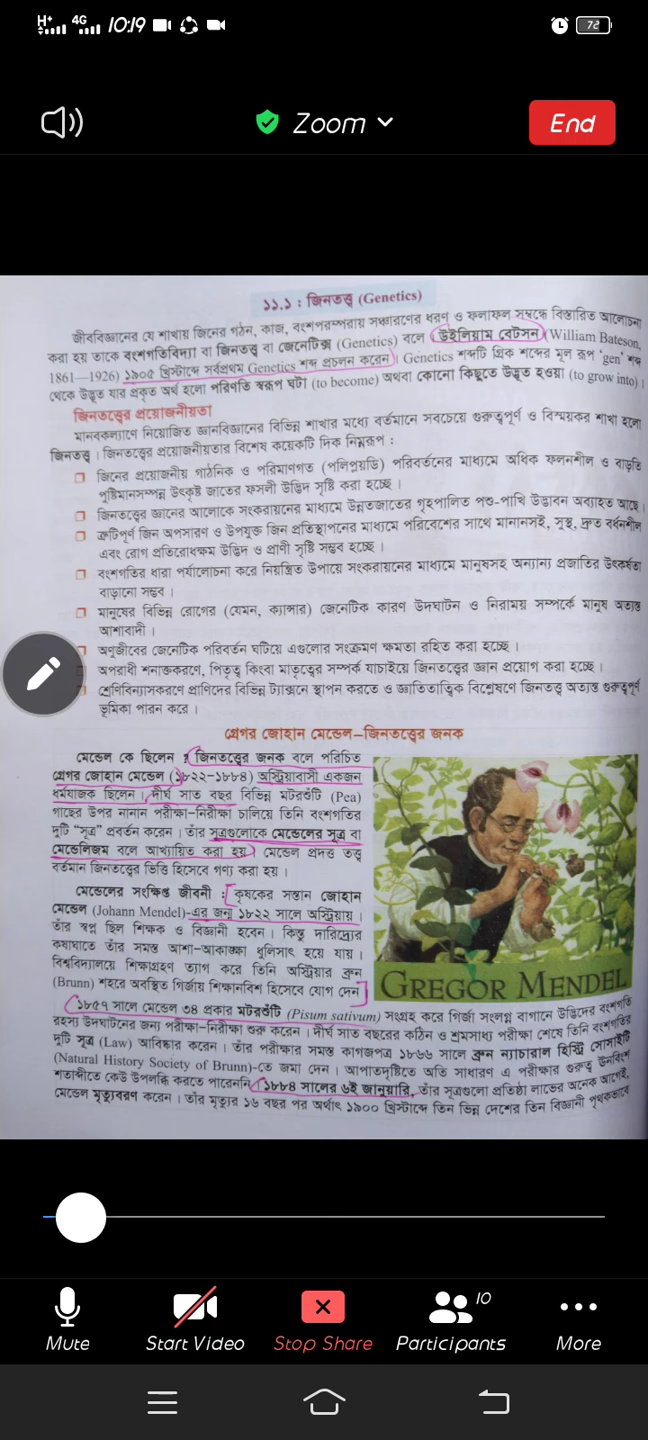 H+ 4G 10:19 72
Zoom
End
১১.১ : জিনতত্ত্ব (Genetics)
জীববিজ্ঞানের যে শাখায় জিনের গঠন, কাজ, বংশপরম্পরায় সঞ্চারণের ধরণ ও ফলাফল সম্বন্ধে বিস্তারিত আলোচনা
করা হয় তাকে বংশগতিবিদ্যা বা জিনতত্ত্ব বা জেনেটিক্স (Genetics) বলে। উইলিয়াম বেটসন (William Bateson,
1861—1926) ১৯০৫ খ্রিস্টাব্দে সর্বপ্রথম Genetics শব্দ প্রচলন করেন। Genetics শব্দটি গ্রিক শব্দের মূল রূপ 'gen' শব্দ
থেকে উদ্ভূত যার প্রকৃত অর্থ হলো পরিণতি স্বরূপ ঘটা (to become) অথবা কোনো কিছুতে উদ্ভূত হওয়া (to grow into)।
জিনতত্ত্বের প্রয়োজনীয়তা
মানবকল্যাণে নিয়োজিত জ্ঞানবিজ্ঞানের বিভিন্ন শাখার মধ্যে বর্তমানে সবচেয়ে গুরুত্বপূর্ণ ও বিস্ময়কর শাখা হলো
জিনতত্ত্ব। জিনতত্ত্বের প্রয়োজনীয়তার বিশেষ কয়েকটি দিক নিম্নরূপ :
❒ জিনের প্রয়োজনীয় গাঠনিক ও পরিমাণগত (পলিপ্লয়ডি) পরিবর্তনের মাধ্যমে অধিক ফলনশীল ও বাড়তি
পুষ্টিমানসম্পন্ন উৎকৃষ্ট জাতের ফসলী উদ্ভিদ সৃষ্টি করা হচ্ছে।
❒ জিনতত্ত্বের জ্ঞানের আলোকে সংকরায়নের মাধ্যমে উন্নতজাতের গৃহপালিত পশু-পাখি উদ্ভাবন অব্যাহত আছে।
❒ ত্রুটিপূর্ণ জিন অপসারণ ও উপযুক্ত জিন প্রতিস্থাপনের মাধ্যমে পরিবেশের সাথে মানানসই, সুস্থ, দ্রুত বর্ধনশীল
এবং রোগ প্রতিরোধক্ষম উদ্ভিদ ও প্রাণী সৃষ্টি সম্ভব হচ্ছে।
❒ বংশগতির ধারা পর্যালোচনা করে নিয়ন্ত্রিত উপায়ে সংকরায়নের মাধ্যমে মানুষসহ অন্যান্য প্রজাতির উৎকর্ষতা
বাড়ানো সম্ভব।
❒ মানুষের বিভিন্ন রোগের (যেমন, ক্যান্সার) জেনেটিক কারণ উদঘাটন ও নিরাময় সম্পর্কে মানুষ অত্যন্ত
আশাবাদী।
অণুজীবের জেনেটিক পরিবর্তন ঘটিয়ে এগুলোর সংক্রমণ ক্ষমতা রহিত করা হচ্ছে।
অপরাধী শনাক্তকরণে, পিতৃত্ব কিংবা মাতৃত্বের সম্পর্ক যাচাইয়ে জিনতত্ত্বের জ্ঞান প্রয়োগ করা হচ্ছে।
শ্রেণিবিন্যাসকরণে প্রাণিদের বিভিন্ন ট্যাক্সনে স্থাপন করতে ও জ্ঞাতিতাত্ত্বিক বিশ্লেষণে জিনতত্ত্ব অত্যন্ত গুরুত্বপূর্ণ
ভূমিকা পারন করে।
গ্রেগর জোহান মেন্ডেল–জিনতত্ত্বের জনক
মেন্ডেল কে ছিলেন ? জিনতত্ত্বের জনক বলে পরিচিত
গ্রেগর জোহান মেন্ডেল (১৮২২-১৮৮৪) অস্ট্রিয়াবাসী একজন
ধর্মযাজক ছিলেন। দীর্ঘ সাত বছর বিভিন্ন মটরশুঁটি (Pea)
গাছের উপর নানান পরীক্ষা-নিরীক্ষা চালিয়ে তিনি বংশগতির
দুটি "সূত্র" প্রবর্তন করেন। তাঁর সূত্রগুলোকে মেন্ডেলের সূত্র বা
মেন্ডেলিজম বলে আখ্যায়িত করা হয়। মেন্ডেল প্রদত্ত তত্ত্ব
বর্তমান জিনতত্ত্বের ভিত্তি হিসেবে গণ্য করা হয়।
মেন্ডেলের সংক্ষিপ্ত জীবনী : কৃষকের সন্তান জোহান
মেন্ডেল (Johann Mendel)-এর জন্ম ১৮২২ সালে অস্ট্রিয়ায়।
তাঁর স্বপ্ন ছিল শিক্ষক ও বিজ্ঞানী হবেন। কিন্তু দারিদ্র্যের
কষাঘাতে তাঁর সমস্ত আশা-আকাঙ্ক্ষা ধুলিসাৎ হয়ে যায়।
বিশ্ববিদ্যালয়ে শিক্ষাগ্রহণ ত্যাগ করে তিনি অস্ট্রিয়ার ব্রুন
(Brunn) শহরে অবস্থিত গির্জায় শিক্ষানবিশ হিসেবে যোগ দেন
GREGOR MENDEL
১৮৫৭ সালে মেন্ডেল ৩৪ প্রকার মটরশুঁটি (Pisum sativum) সংগ্রহ করে গির্জা সংলগ্ন বাগানে উদ্ভিদের বংশগতি
রহস্য উদঘাটনের জন্য পরীক্ষা-নিরীক্ষা শুরু করেন। দীর্ঘ সাত বছরের কঠিন ও শ্রমসাধ্য পরীক্ষা শেষে তিনি বংশগতির
দুটি সূত্র (Law) আবিষ্কার করেন। তাঁর পরীক্ষার সমস্ত কাগজপত্র ১৮৬৬ সালে ব্রুন ন্যাচারাল হিস্ট্রি সোসাইটি
(Natural History Society of Brunn)-তে জমা দেন। আপাতদৃষ্টিতে অতি সাধারণ এ পরীক্ষার গুরুত্ব ঊনবিংশ
শতাব্দীতে কেউ উপলব্ধি করতে পারেননি। ১৮৮৪ সালের ৬ই জানুয়ারি, তাঁর সূত্রগুলো প্রতিষ্ঠা লাভের অনেক আগেই,
মেন্ডেল মৃত্যুবরণ করেন। তাঁর মৃত্যুর ১৬ বছর পর অর্থাৎ ১৯০০ খ্রিস্টাব্দে তিন ভিন্ন দেশের তিন বিজ্ঞানী পৃথকভাবে
Mute Start Video Stop Share Participants 10 More